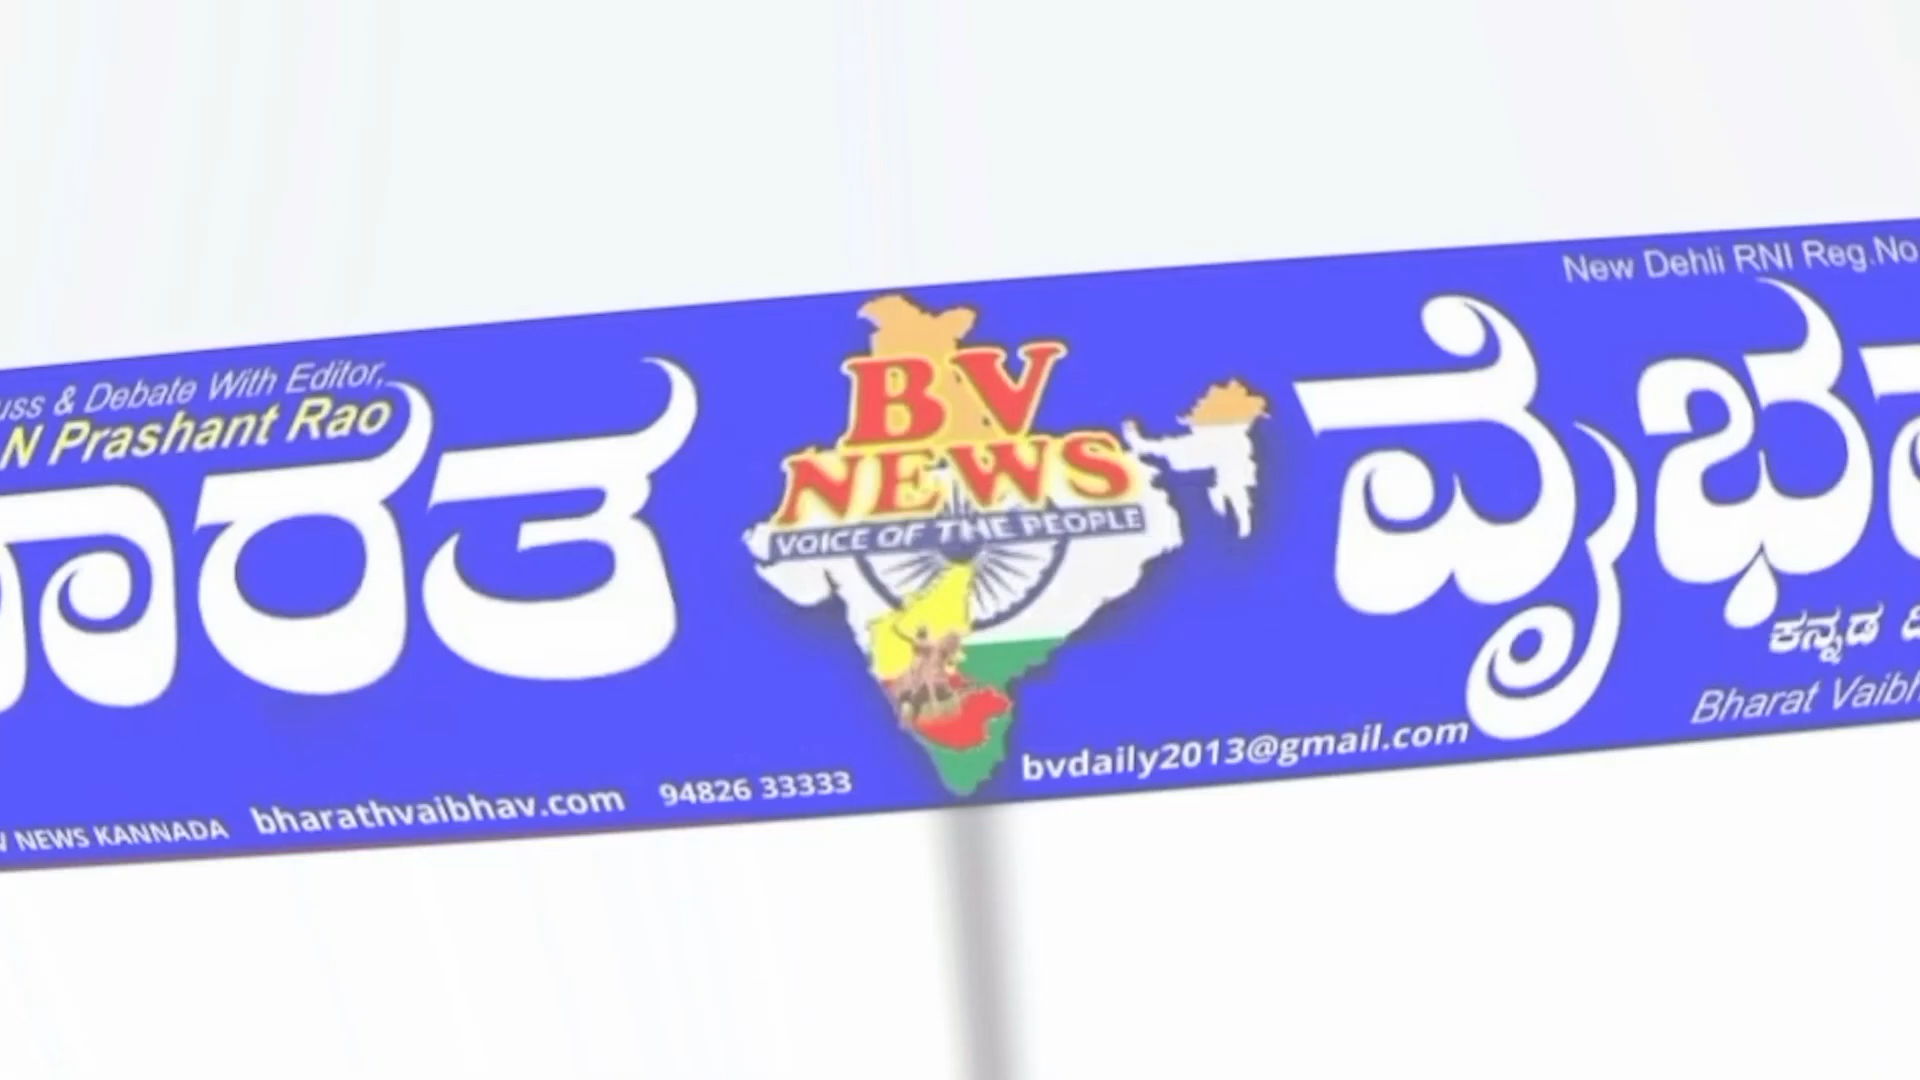 & Debate With Editor,
N Prashant Rao
ಭಾರತ
BV
NEWS
VOICE OF THE PEOPLE
New Dehli RNI Reg.No.
ವೈಭವ
ಕನ್ನಡ
Bharat
NEWS KANNADA bharathvaibhav.com 94826 33333
bvdaily2013@gmail.com